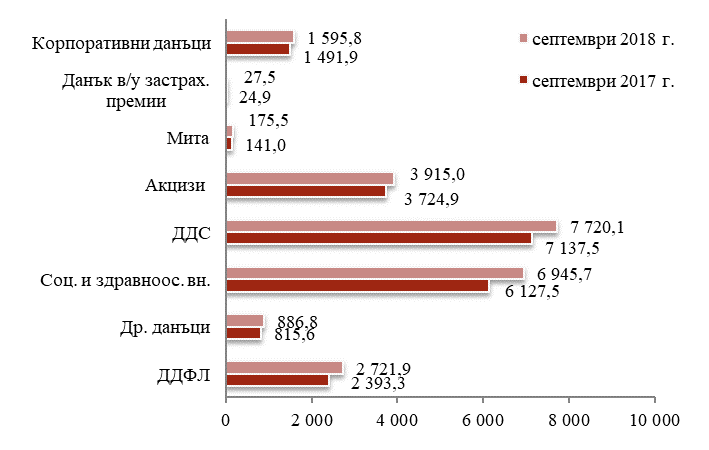 Корпоративни данъци
1 595,8
1 491,9
септември 2018 г.
септември 2017 г.
Данък в/у застрах.
премии
27,5
24,9
Мита
175,5
141,0
Акцизи
3 915,0
3 724,9
ДДС
7 720,1
7 137,5
Соц. и здравноос. вн.
6 945,7
6 127,5
Др. данъци
886,8
815,6
ДДФЛ
2 721,9
2 393,3
0 2 000 4 000 6 000 8 000 10 000